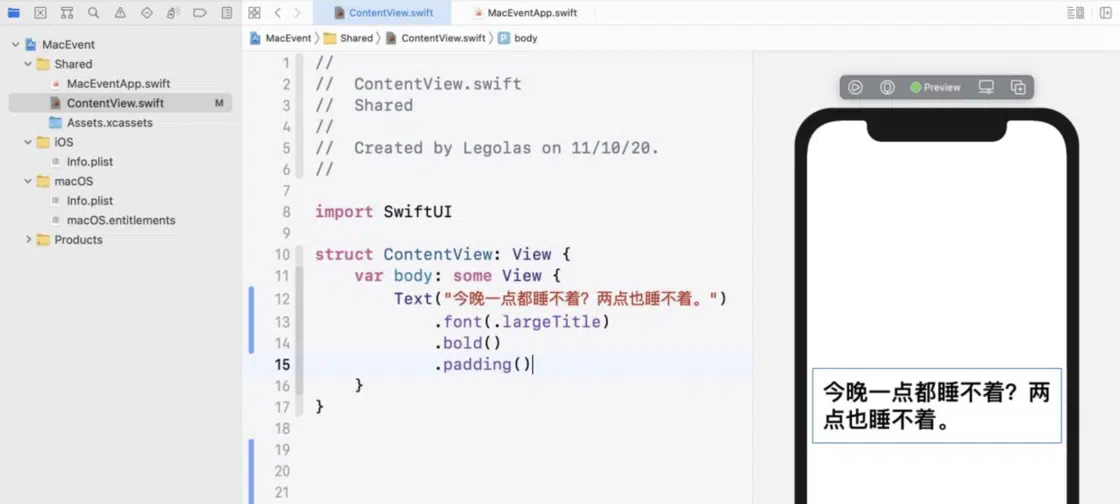 ContentView.swift
MacEventApp.swift
MacEvent
Shared
ContentView.swift
body
MacEvent
Shared
MacEventApp.swift
ContentView.swift M
Assets.xcassets
iOS
Info.plist
macOS
Info.plist
macOS.entitlements
Products
1 //
2 //  ContentView.swift
3 //  Shared
4 //
5 //  Created by Legolas on 11/10/20.
6 //
7
8 import SwiftUI
9
10 struct ContentView: View {
11     var body: some View {
12         Text("今晚一点都睡不着？两点也睡不着。")
13             .font(.largeTitle)
14             .bold()
15             .padding()
16     }
17 }
18
19
20
21
Preview
今晚一点都睡不着？两
点也睡不着。